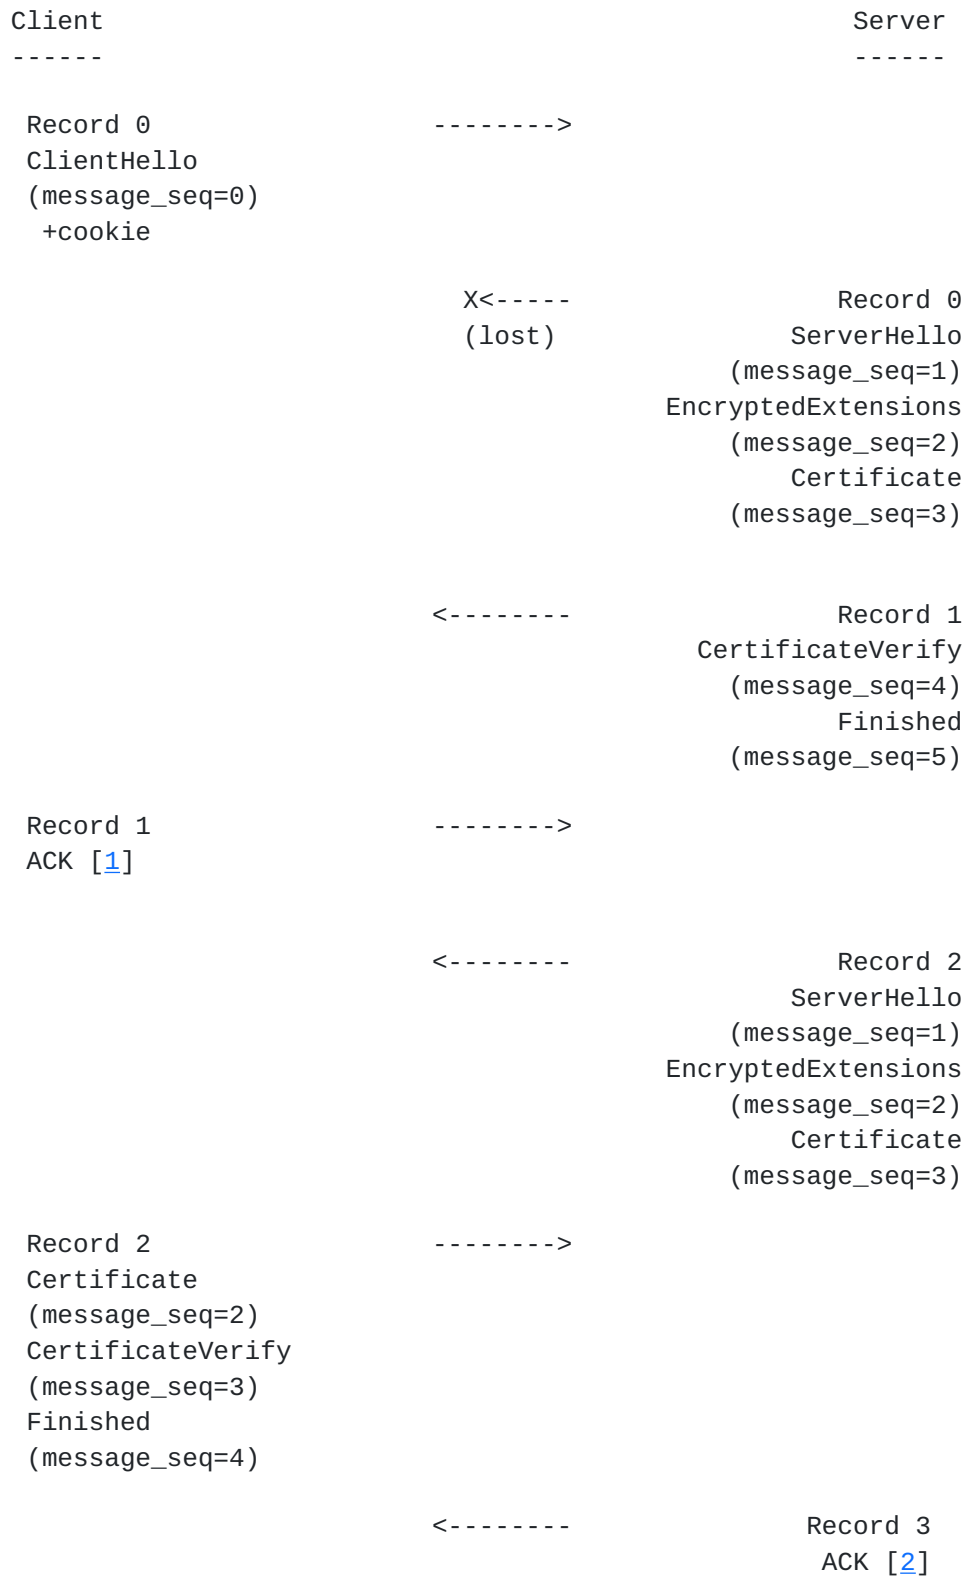 Client                                                Server
------                                                ------
 Record 0                  -------->
 ClientHello
 (message_seq=0)
  +cookie
                             X<-----                 Record 0
                             (lost)               ServerHello
                                              (message_seq=1)
                                          EncryptedExtensions
                                              (message_seq=2)
                                                  Certificate
                                              (message_seq=3)
                           <--------                 Record 1
                                            CertificateVerify
                                              (message_seq=4)
                                                     Finished
                                              (message_seq=5)
 Record 1                  -------->
 ACK [1]
                           <--------                 Record 2
                                                  ServerHello
                                              (message_seq=1)
                                          EncryptedExtensions
                                              (message_seq=2)
                                                  Certificate
                                              (message_seq=3)
 Record 2                  -------->
 Certificate
 (message_seq=2)
 CertificateVerify
 (message_seq=3)
 Finished
 (message_seq=4)
                           <--------               Record 3
                                                    ACK [2]